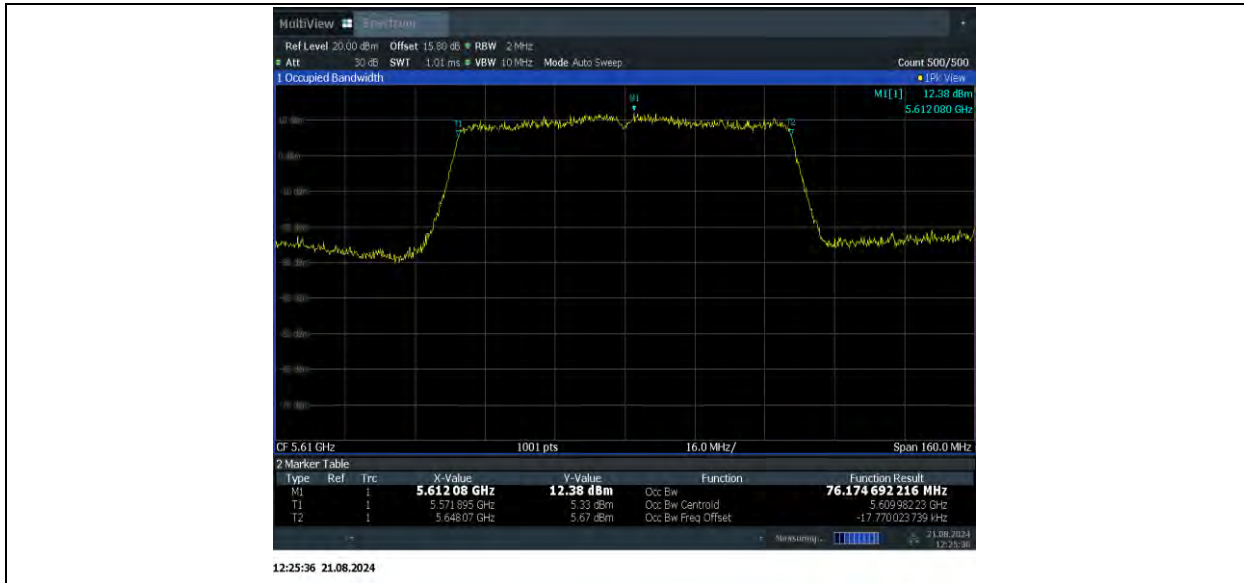 MultiView Spectrum
Ref Level 20.00 dBm Offset 15.80 dB RBW 2 MHz
Att 30 dB SWT 1.01 ms VBW 10 MHz Mode Auto Sweep Count 500/500
1 Occupied Bandwidth 1Pk View
M1[1] 12.38 dBm
5.612 080 GHz
M1
T1
T2
0 dBm
CF 5.61 GHz 1001 pts 16.0 MHz/ Span 160.0 MHz
2 Marker Table
Type Ref Trc X-Value Y-Value Function Function Result
M1 1 5.612 08 GHz 12.38 dBm Occ Bw 76.174 692 216 MHz
T1 1 5.571 895 GHz 5.33 dBm Occ Bw Centroid 5.609 982 23 GHz
T2 1 5.648 07 GHz 5.67 dBm Occ Bw Freq Offset -17.770 023 739 kHz
Measuring... 21.08.2024
12:25:36
12:25:36 21.08.2024